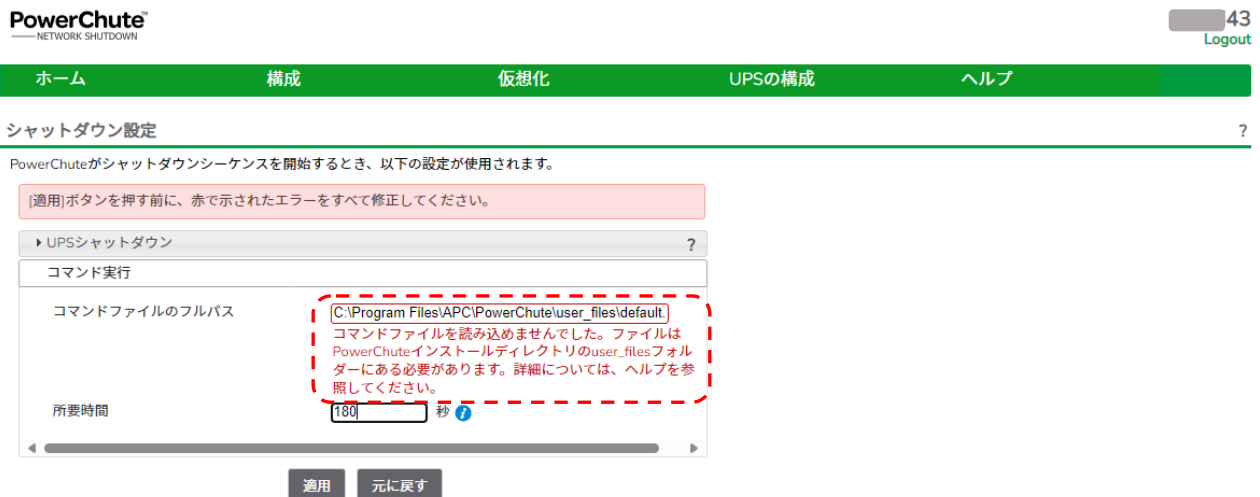 PowerChute™
NETWORK SHUTDOWN
43
Logout
ホーム 構成 仮想化 UPSの構成 ヘルプ
シャットダウン設定 ?
PowerChuteがシャットダウンシーケンスを開始するとき、以下の設定が使用されます。
[適用]ボタンを押す前に、赤で示されたエラーをすべて修正してください。
UPSシャットダウン ?
コマンド実行
コマンドファイルのフルパス C:\Program Files\APC\PowerChute\user_files\default.
コマンドファイルを読み込めませんでした。ファイルは
PowerChuteインストールディレクトリのuser_filesフォル
ダーにある必要があります。詳細については、ヘルプを参
照してください。
所要時間 180 秒 i
適用 元に戻す